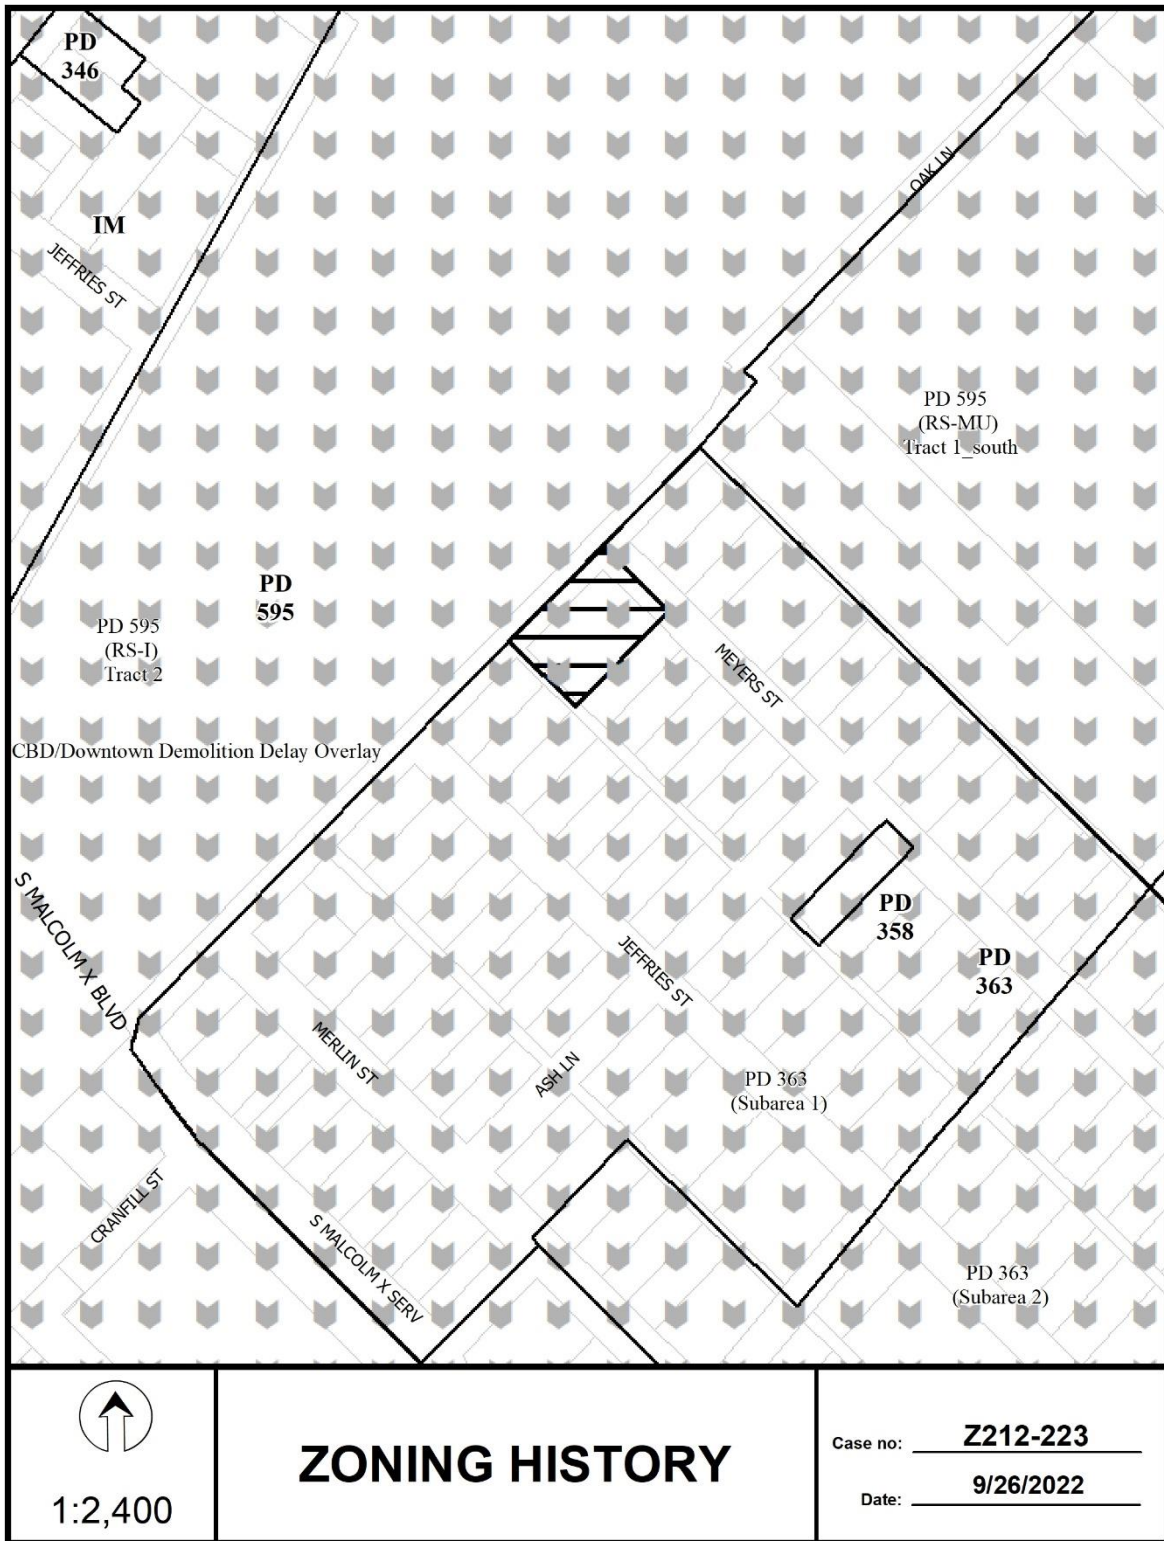 PD
346
IM
JEFFRIES ST
OAK LN
PD 595
(RS-MU)
Tract 1_south
PD
595
PD 595
(RS-I)
Tract 2
MEYERS ST
CBD/Downtown Demolition Delay Overlay
S MALCOLM X BLVD
PD
358
JEFFRIES ST
PD
363
MERLIN ST
ASH LN
PD 363
(Subarea 1)
CRANFILL ST
S MALCOLM X SERV
PD 363
(Subarea 2)
1:2,400
ZONING HISTORY
Case no: Z212-223
Date: 9/26/2022